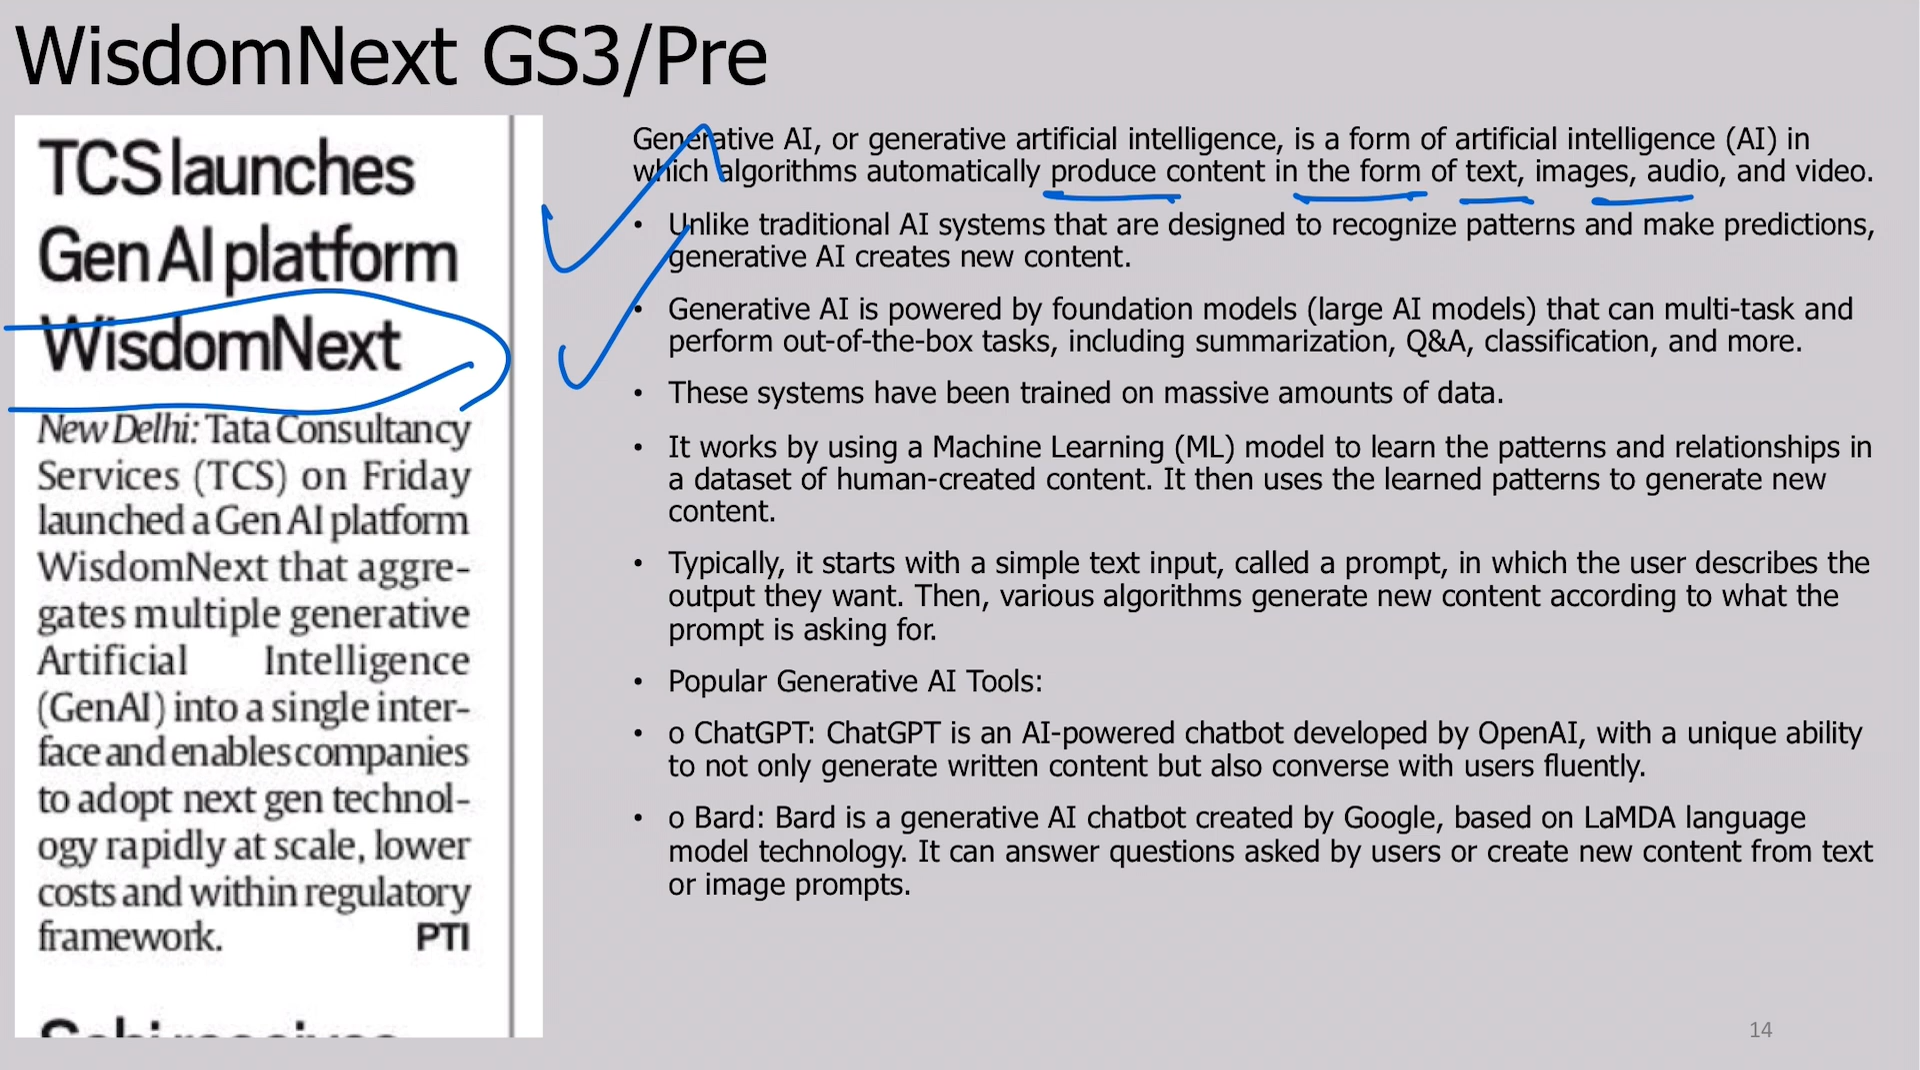 WisdomNext GS3/Pre
TCS launches
Gen AI platform
WisdomNext
New Delhi: Tata Consultancy
Services (TCS) on Friday
launched a Gen AI platform
WisdomNext that aggre-
gates multiple generative
Artificial Intelligence
(GenAI) into a single inter-
face and enables companies
to adopt next gen technol-
ogy rapidly at scale, lower
costs and within regulatory
framework. PTI
Generative AI, or generative artificial intelligence, is a form of artificial intelligence (AI) in
which algorithms automatically produce content in the form of text, images, audio, and video.
• Unlike traditional AI systems that are designed to recognize patterns and make predictions,
generative AI creates new content.
• Generative AI is powered by foundation models (large AI models) that can multi-task and
perform out-of-the-box tasks, including summarization, Q&A, classification, and more.
• These systems have been trained on massive amounts of data.
• It works by using a Machine Learning (ML) model to learn the patterns and relationships in
a dataset of human-created content. It then uses the learned patterns to generate new
content.
• Typically, it starts with a simple text input, called a prompt, in which the user describes the
output they want. Then, various algorithms generate new content according to what the
prompt is asking for.
• Popular Generative AI Tools:
• o ChatGPT: ChatGPT is an AI-powered chatbot developed by OpenAI, with a unique ability
to not only generate written content but also converse with users fluently.
• o Bard: Bard is a generative AI chatbot created by Google, based on LaMDA language
model technology. It can answer questions asked by users or create new content from text
or image prompts.
14